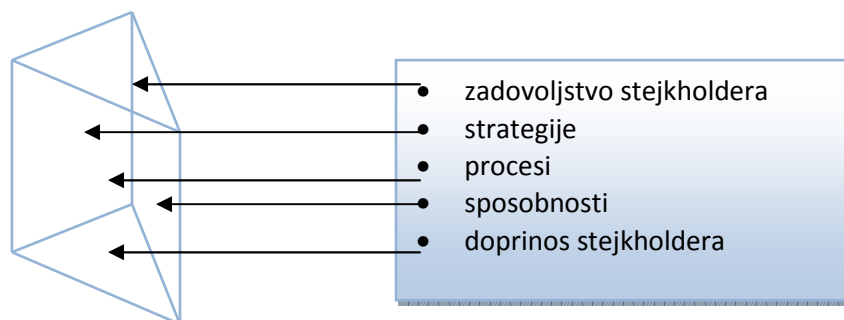 • zadovoljstvo stejkholdera
• strategije
• procesi
• sposobnosti
• doprinos stejkholdera